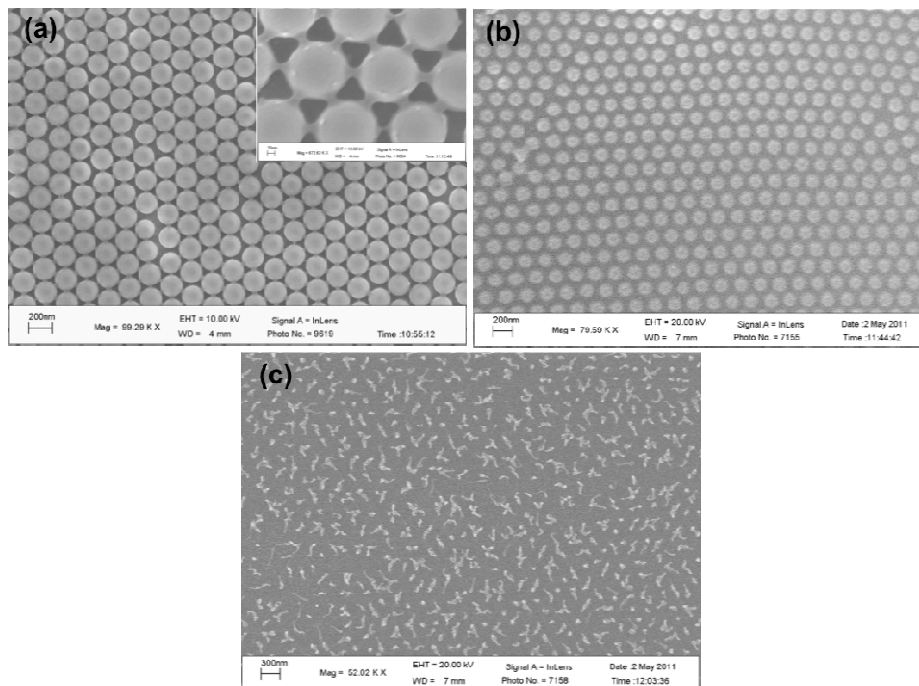 (a)
200nm
Mag = 99.29 K X
EHT = 10.00 kV
WD = 4 mm
Signal A = InLens
Photo No. = 9619
Time :10:55:12
(b)
200nm
Mag = 79.59 K X
EHT = 20.00 kV
WD = 7 mm
Signal A = InLens
Photo No. = 7155
Date :2 May 2011
Time :11:44:42
(c)
300nm
Mag = 52.02 K X
EHT = 20.00 kV
WD = 7 mm
Signal A = InLens
Photo No. = 7158
Date :2 May 2011
Time :12:03:36